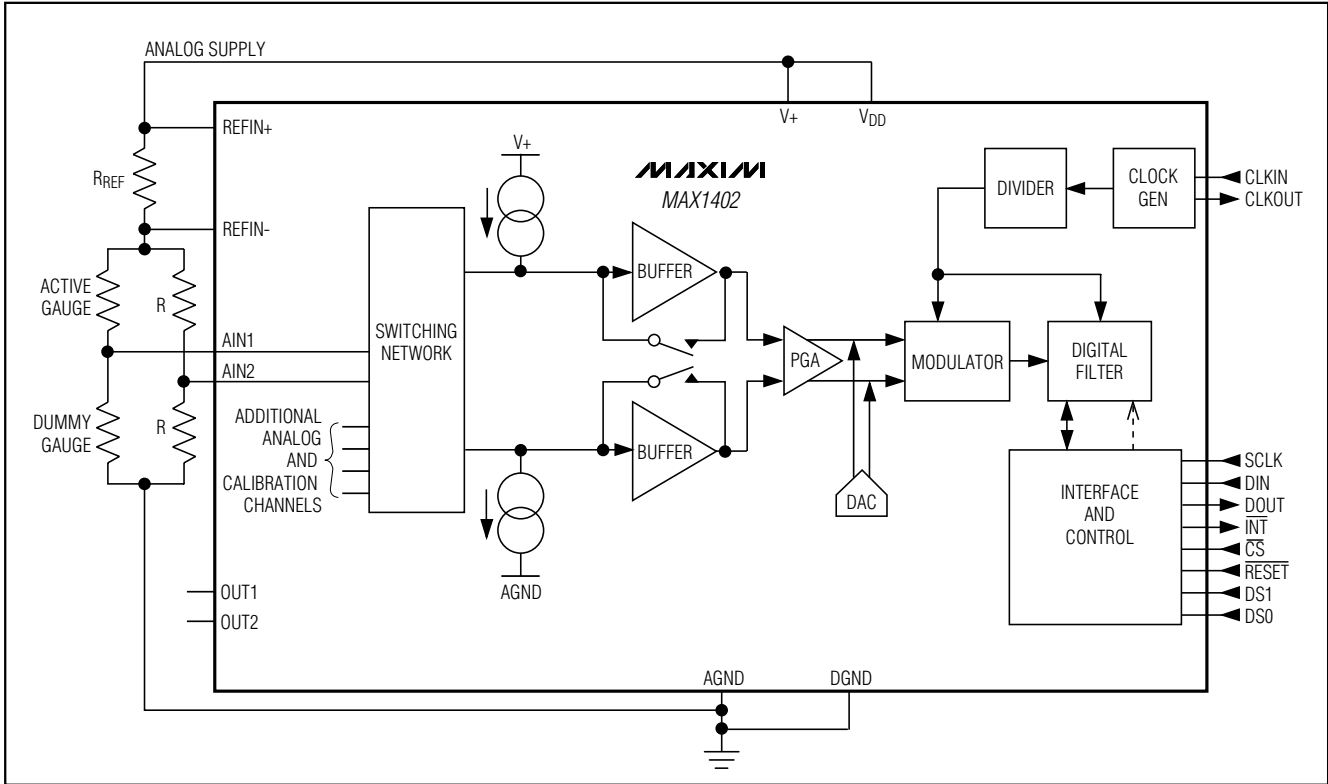 ANALOG SUPPLY
V+
VDD
REFIN+
RREF
REFIN-
ACTIVE
GAUGE
R
AIN1
AIN2
DUMMY
GAUGE
R
ADDITIONAL
ANALOG
AND
CALIBRATION
CHANNELS
OUT1
OUT2
SWITCHING
NETWORK
V+
AGND
MAXIM
MAX1402
BUFFER
BUFFER
PGA
DAC
DIVIDER
CLOCK
GEN
CLKIN
CLKOUT
MODULATOR
DIGITAL
FILTER
INTERFACE
AND
CONTROL
SCLK
DIN
DOUT
INT
CS
RESET
DS1
DS0
AGND
DGND